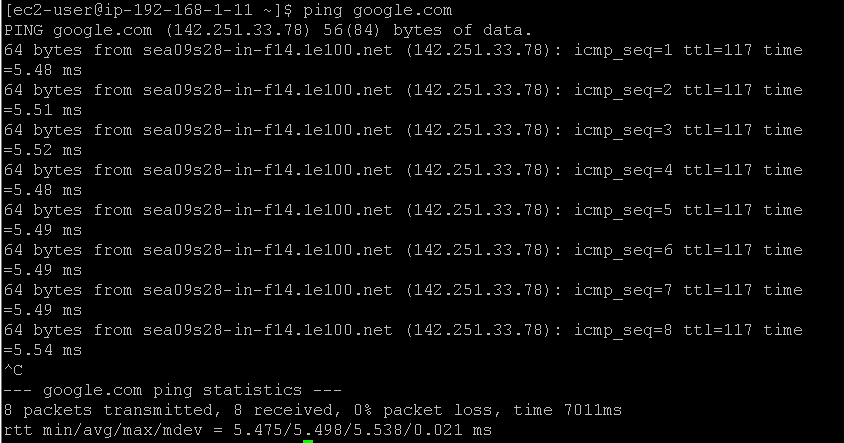 [ec2-user@ip-192-168-1-11 ~]$ ping google.com
PING google.com (142.251.33.78) 56(84) bytes of data.
64 bytes from sea09s28-in-f14.1e100.net (142.251.33.78): icmp_seq=1 ttl=117 time
=5.48 ms
64 bytes from sea09s28-in-f14.1e100.net (142.251.33.78): icmp_seq=2 ttl=117 time
=5.51 ms
64 bytes from sea09s28-in-f14.1e100.net (142.251.33.78): icmp_seq=3 ttl=117 time
=5.52 ms
64 bytes from sea09s28-in-f14.1e100.net (142.251.33.78): icmp_seq=4 ttl=117 time
=5.48 ms
64 bytes from sea09s28-in-f14.1e100.net (142.251.33.78): icmp_seq=5 ttl=117 time
=5.49 ms
64 bytes from sea09s28-in-f14.1e100.net (142.251.33.78): icmp_seq=6 ttl=117 time
=5.49 ms
64 bytes from sea09s28-in-f14.1e100.net (142.251.33.78): icmp_seq=7 ttl=117 time
=5.49 ms
64 bytes from sea09s28-in-f14.1e100.net (142.251.33.78): icmp_seq=8 ttl=117 time
=5.54 ms
^C
--- google.com ping statistics ---
8 packets transmitted, 8 received, 0% packet loss, time 7011ms
rtt min/avg/max/mdev = 5.475/5.498/5.538/0.021 ms